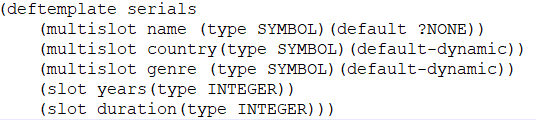 (deftemplate serials
(multislot name (type SYMBOL)(default ?NONE))
(multislot country(type SYMBOL)(default-dynamic))
(multislot genre (type SYMBOL)(default-dynamic))
(slot years(type INTEGER))
(slot duration(type INTEGER)))